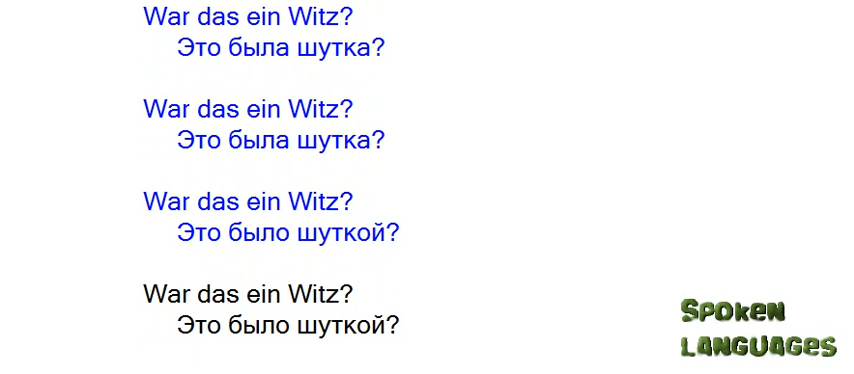 War das ein Witz?
Это была шутка?
War das ein Witz?
Это была шутка?
War das ein Witz?
Это было шуткой?
War das ein Witz?
Это было шуткой?
Spoken
Languages